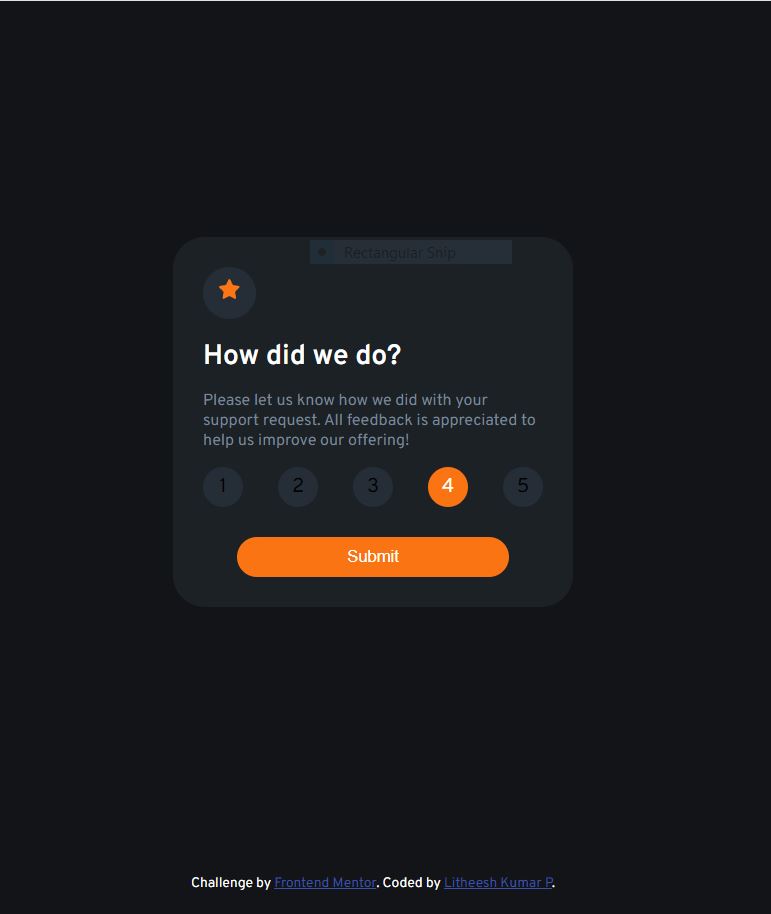 Rectangular Snip
How did we do?
Please let us know how we did with your
support request. All feedback is appreciated to
help us improve our offering!
1 2 3 4 5
Submit
Challenge by Frontend Mentor. Coded by Litheesh Kumar P.